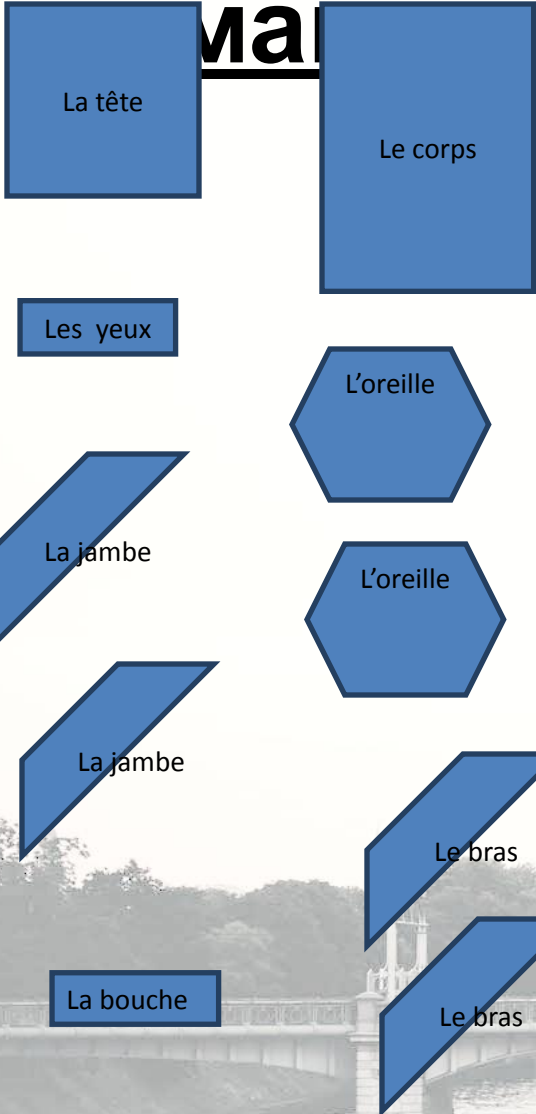 La tête
Le corps
Les yeux
L'oreille
La jambe
L'oreille
La jambe
Le bras
La bouche
Le bras